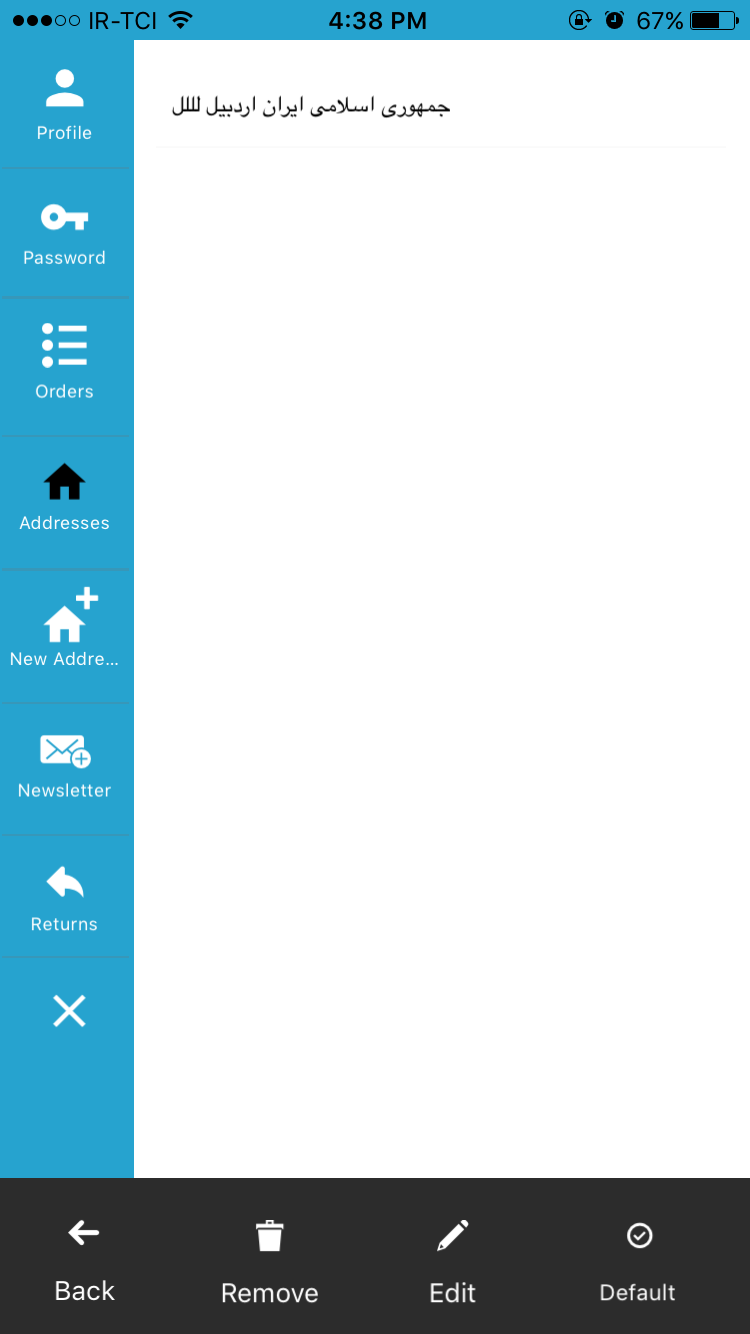 IR-TCI 4:38 PM 67%
Profile
جمهوری اسلامی ایران اردبیل لللل
Password
Orders
Addresses
New Addre...
Newsletter
Returns
Back Remove Edit Default